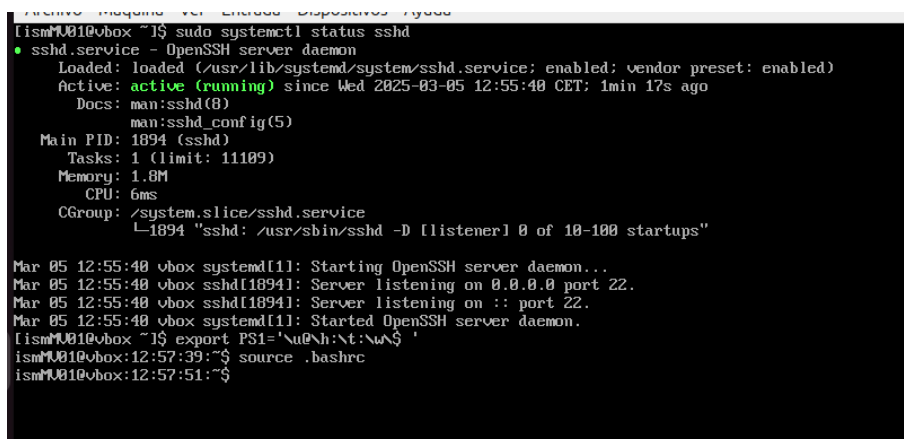 Archivo Máquina Ver Entrada Dispositivos Ayuda
[ismMV01@vbox ~]$ sudo systemctl status sshd
● sshd.service - OpenSSH server daemon
Loaded: loaded (/usr/lib/systemd/system/sshd.service; enabled; vendor preset: enabled)
Active: active (running) since Wed 2025-03-05 12:55:40 CET; 1min 17s ago
Docs: man:sshd(8)
man:sshd_config(5)
Main PID: 1894 (sshd)
Tasks: 1 (limit: 11109)
Memory: 1.8M
CPU: 6ms
CGroup: /system.slice/sshd.service
└─1894 "sshd: /usr/sbin/sshd -D [listener] 0 of 10-100 startups"
Mar 05 12:55:40 vbox systemd[1]: Starting OpenSSH server daemon...
Mar 05 12:55:40 vbox sshd[1894]: Server listening on 0.0.0.0 port 22.
Mar 05 12:55:40 vbox sshd[1894]: Server listening on :: port 22.
Mar 05 12:55:40 vbox systemd[1]: Started OpenSSH server daemon.
[ismMV01@vbox ~]$ export PS1='\u@\h:\t:\w\$ '
ismMV01@vbox:12:57:39:~$ source .bashrc
ismMV01@vbox:12:57:51:~$